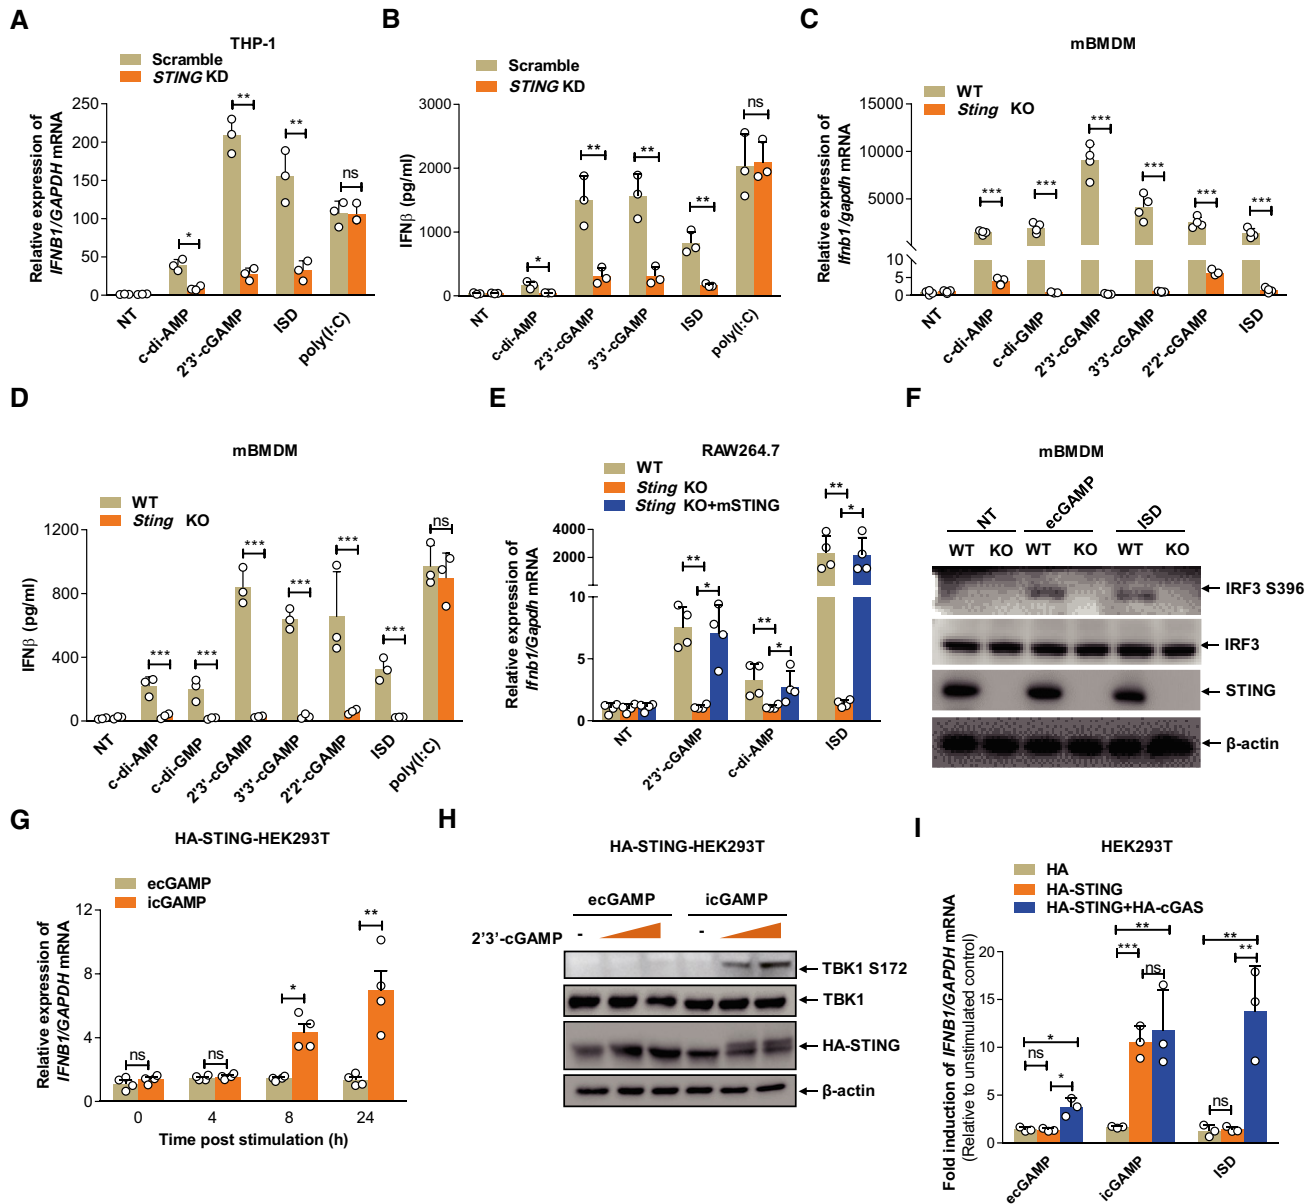 A
THP-1
Scramble
STING KD
Relative expression of
IFNB1/GAPDH mRNA
250
200
150
100
50
0
*
**
**
ns
NT
c-di-AMP
2'3'-cGAMP
ISD
poly(I:C)
B
Scramble
STING KD
IFNβ (pg/ml)
3000
2000
1000
0
*
**
**
**
ns
NT
c-di-AMP
2'3'-cGAMP
3'3'-cGAMP
ISD
poly(I:C)
C
mBMDM
WT
Sting KO
Relative expression of
Ifnb1/gapdh mRNA
15000
10000
5000
10
5
0
***
***
***
***
***
***
NT
c-di-AMP
c-di-GMP
2'3'-cGAMP
3'3'-cGAMP
2'2'-cGAMP
ISD
D
mBMDM
WT
Sting KO
IFNβ (pg/ml)
1200
800
400
0
***
***
***
***
***
***
ns
NT
c-di-AMP
c-di-GMP
2'3'-cGAMP
3'3'-cGAMP
2'2'-cGAMP
ISD
poly(I:C)
E
RAW264.7
WT
Sting KO
Sting KO+mSTING
Relative expression of
Ifnb1/Gapdh mRNA
4000
2000
10
5
0
**
*
**
*
**
*
NT
2'3'-cGAMP
c-di-AMP
ISD
F
mBMDM
NT
ecGAMP
ISD
WT KO WT KO WT KO
IRF3 S396
IRF3
STING
β-actin
G
HA-STING-HEK293T
ecGAMP
icGAMP
Relative expression of
IFNB1/GAPDH mRNA
12
8
4
0
ns
ns
*
**
0 4 8 24
Time post stimulation (h)
H
HA-STING-HEK293T
ecGAMP icGAMP
2'3'-cGAMP - -
TBK1 S172
TBK1
HA-STING
β-actin
I
HEK293T
HA
HA-STING
HA-STING+HA-cGAS
Fold induction of IFNB1/GAPDH mRNA
(Relative to unstimulated control)
20
15
10
5
0
*
ns
*
**
***
ns
**
**
ns
ecGAMP
icGAMP
ISD